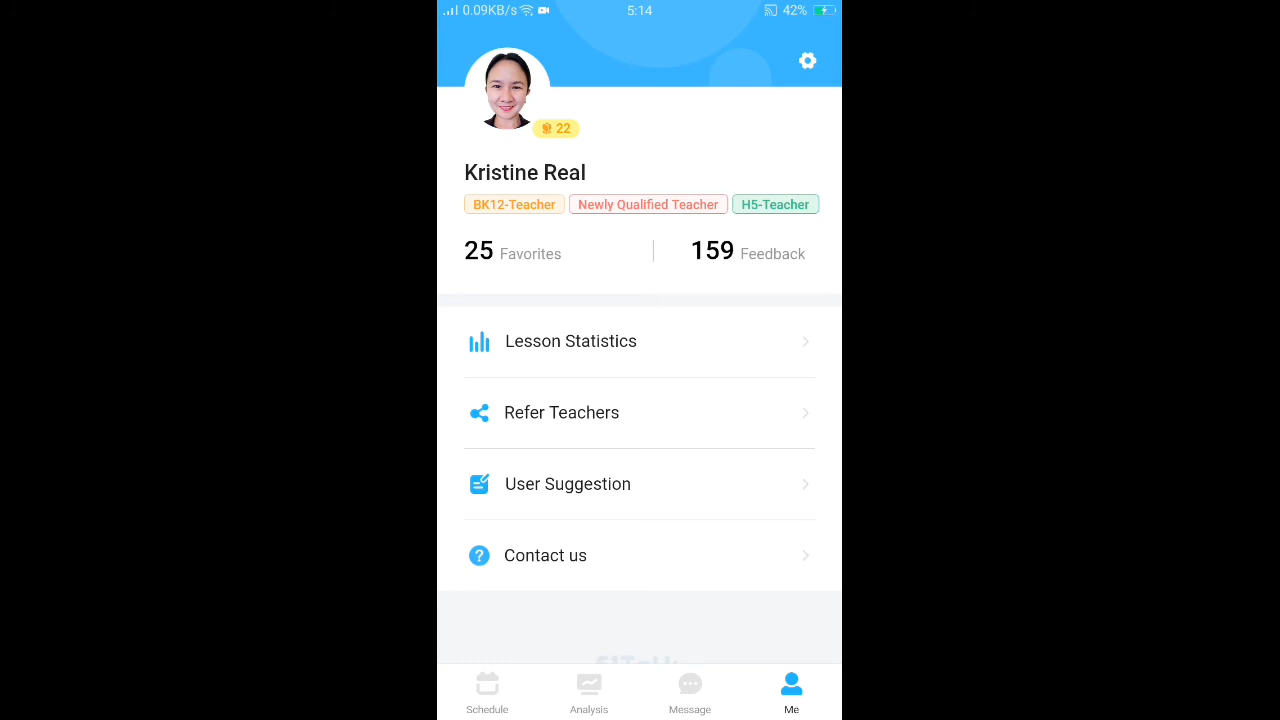 0.09KB/s 5:14 42%
22
Kristine Real
BK12-Teacher Newly Qualified Teacher H5-Teacher
25 Favorites 159 Feedback
Lesson Statistics
Refer Teachers
User Suggestion
? Contact us
Schedule Analysis Message Me